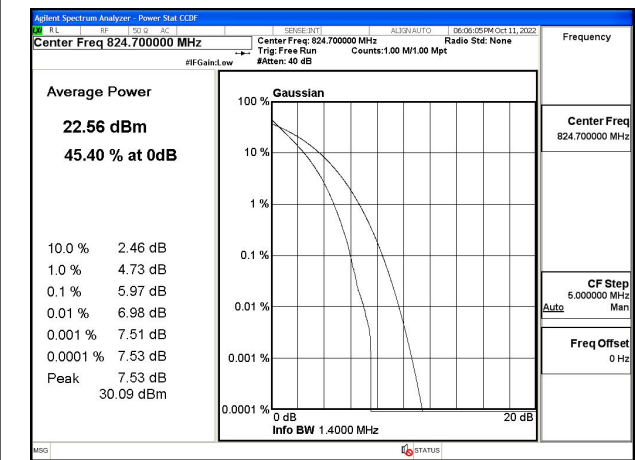 Agilent Spectrum Analyzer - Power Stat CCDF
LXI RL RF 50 Ω AC SENSE:INT ALIGN AUTO 06:06:05 PM Oct 11, 2022
Center Freq 824.700000 MHz
Center Freq: 824.700000 MHz Radio Std: None
Trig: Free Run Counts:1.00 M/1.00 Mpt
#IFGain:Low #Atten: 40 dB
Frequency
Average Power
22.56 dBm
45.40 % at 0dB
10.0 % 2.46 dB
1.0 % 4.73 dB
0.1 % 5.97 dB
0.01 % 6.98 dB
0.001 % 7.51 dB
0.0001 % 7.53 dB
Peak 7.53 dB
30.09 dBm
Gaussian
100 %
10 %
1 %
0.1 %
0.01 %
0.001 %
0.0001 %
0 dB 20 dB
Info BW 1.4000 MHz
Center Freq
824.700000 MHz
CF Step
5.000000 MHz
Auto Man
Freq Offset
0 Hz
MSG STATUS